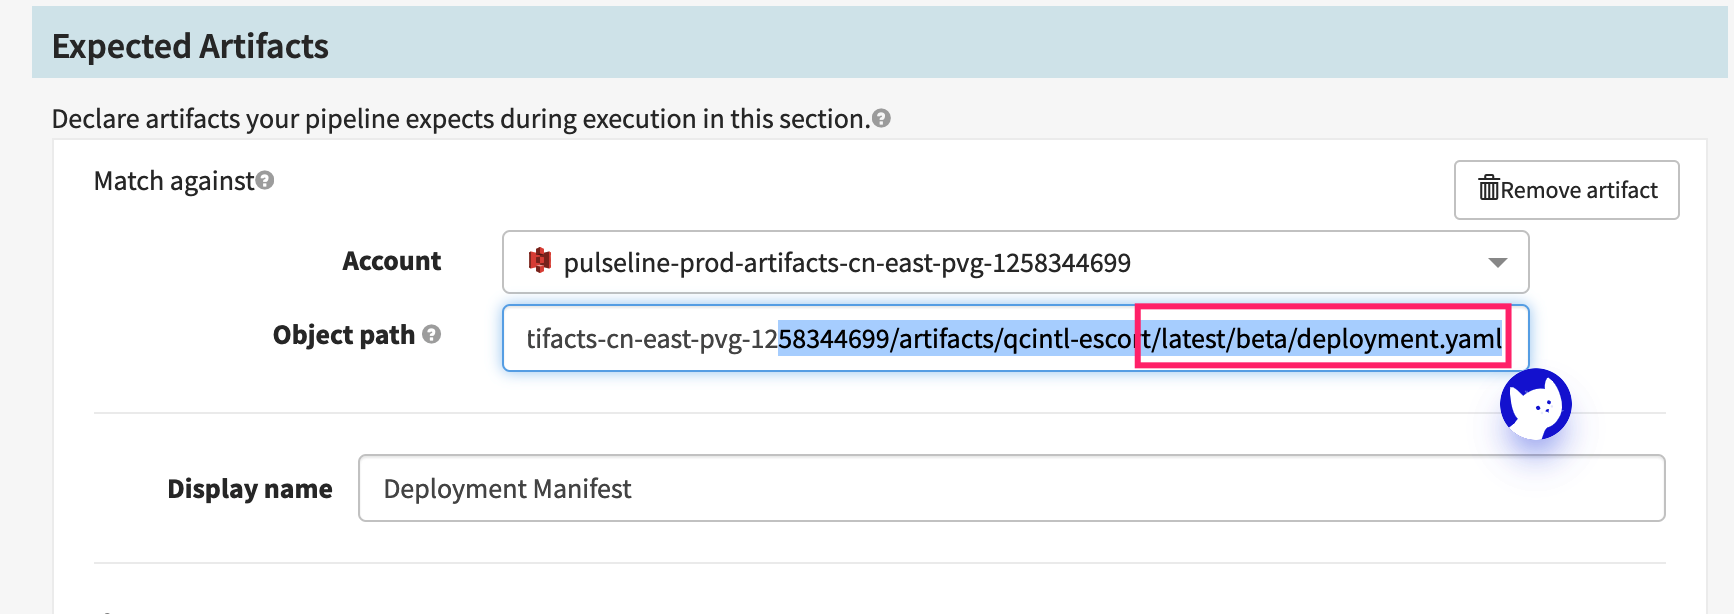 Expected Artifacts
Declare artifacts your pipeline expects during execution in this section.
Match against
Remove artifact
Account
pulseline-prod-artifacts-cn-east-pvg-1258344699
Object path
tifacts-cn-east-pvg-1258344699/artifacts/qcintl-escort/latest/beta/deployment.yaml
Display name
Deployment Manifest